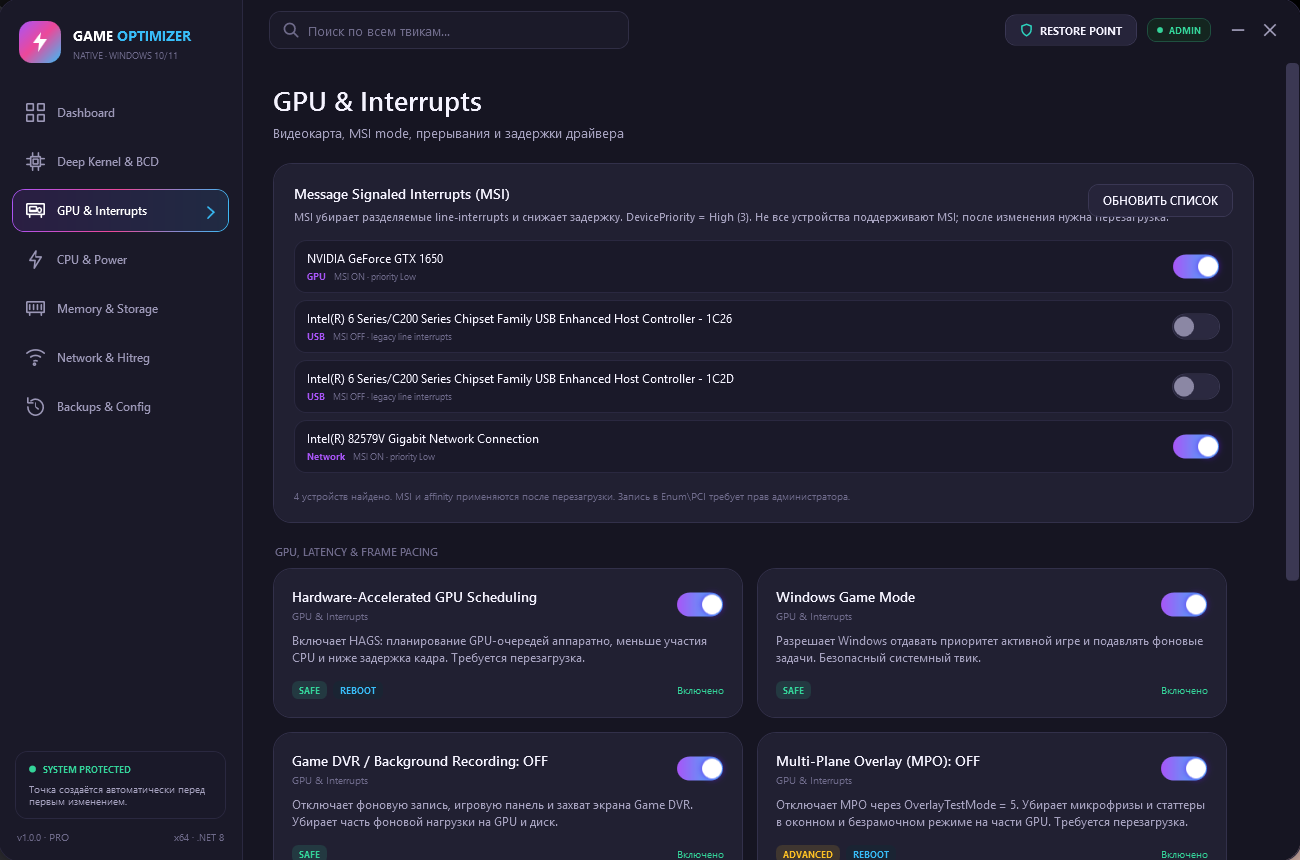 GAME OPTIMIZER
NATIVE · WINDOWS 10/11
Dashboard
Deep Kernel & BCD
GPU & Interrupts
CPU & Power
Memory & Storage
Network & Hitreg
Backups & Config
SYSTEM PROTECTED
Точка создаётся автоматически перед
первым изменением.
v1.0.0 · PRO
x64 · .NET 8
Поиск по всем твикам...
RESTORE POINT
ADMIN
GPU & Interrupts
Видеокарта, MSI mode, прерывания и задержки драйвера
Message Signaled Interrupts (MSI)
MSI убирает разделяемые line-interrupts и снижает задержку. DevicePriority = High (3). Не все устройства поддерживают MSI; после изменения нужна перезагрузка.
ОБНОВИТЬ СПИСОК
NVIDIA GeForce GTX 1650
GPU MSI ON · priority Low
Intel(R) 6 Series/C200 Series Chipset Family USB Enhanced Host Controller - 1C26
USB MSI OFF · legacy line interrupts
Intel(R) 6 Series/C200 Series Chipset Family USB Enhanced Host Controller - 1C2D
USB MSI OFF · legacy line interrupts
Intel(R) 82579V Gigabit Network Connection
Network MSI ON · priority Low
4 устройств найдено. MSI и affinity применяются после перезагрузки. Запись в Enum\PCI требует прав администратора.
GPU, LATENCY & FRAME PACING
Hardware-Accelerated GPU Scheduling
GPU & Interrupts
Включает HAGS: планирование GPU-очередей аппаратно, меньше участия
CPU и ниже задержка кадра. Требуется перезагрузка.
SAFE REBOOT Включено
Windows Game Mode
GPU & Interrupts
Разрешает Windows отдавать приоритет активной игре и подавлять фоновые
задачи. Безопасный системный твик.
SAFE Включено
Game DVR / Background Recording: OFF
GPU & Interrupts
Отключает фоновую запись, игровую панель и захват экрана Game DVR.
Убирает часть фоновой нагрузки на GPU и диск.
SAFE Включено
Multi-Plane Overlay (MPO): OFF
GPU & Interrupts
Отключает MPO через OverlayTestMode = 5. Убирает микрофризы и статтеры
в оконном и безрамочном режиме на части GPU. Требуется перезагрузка.
ADVANCED REBOOT Включено